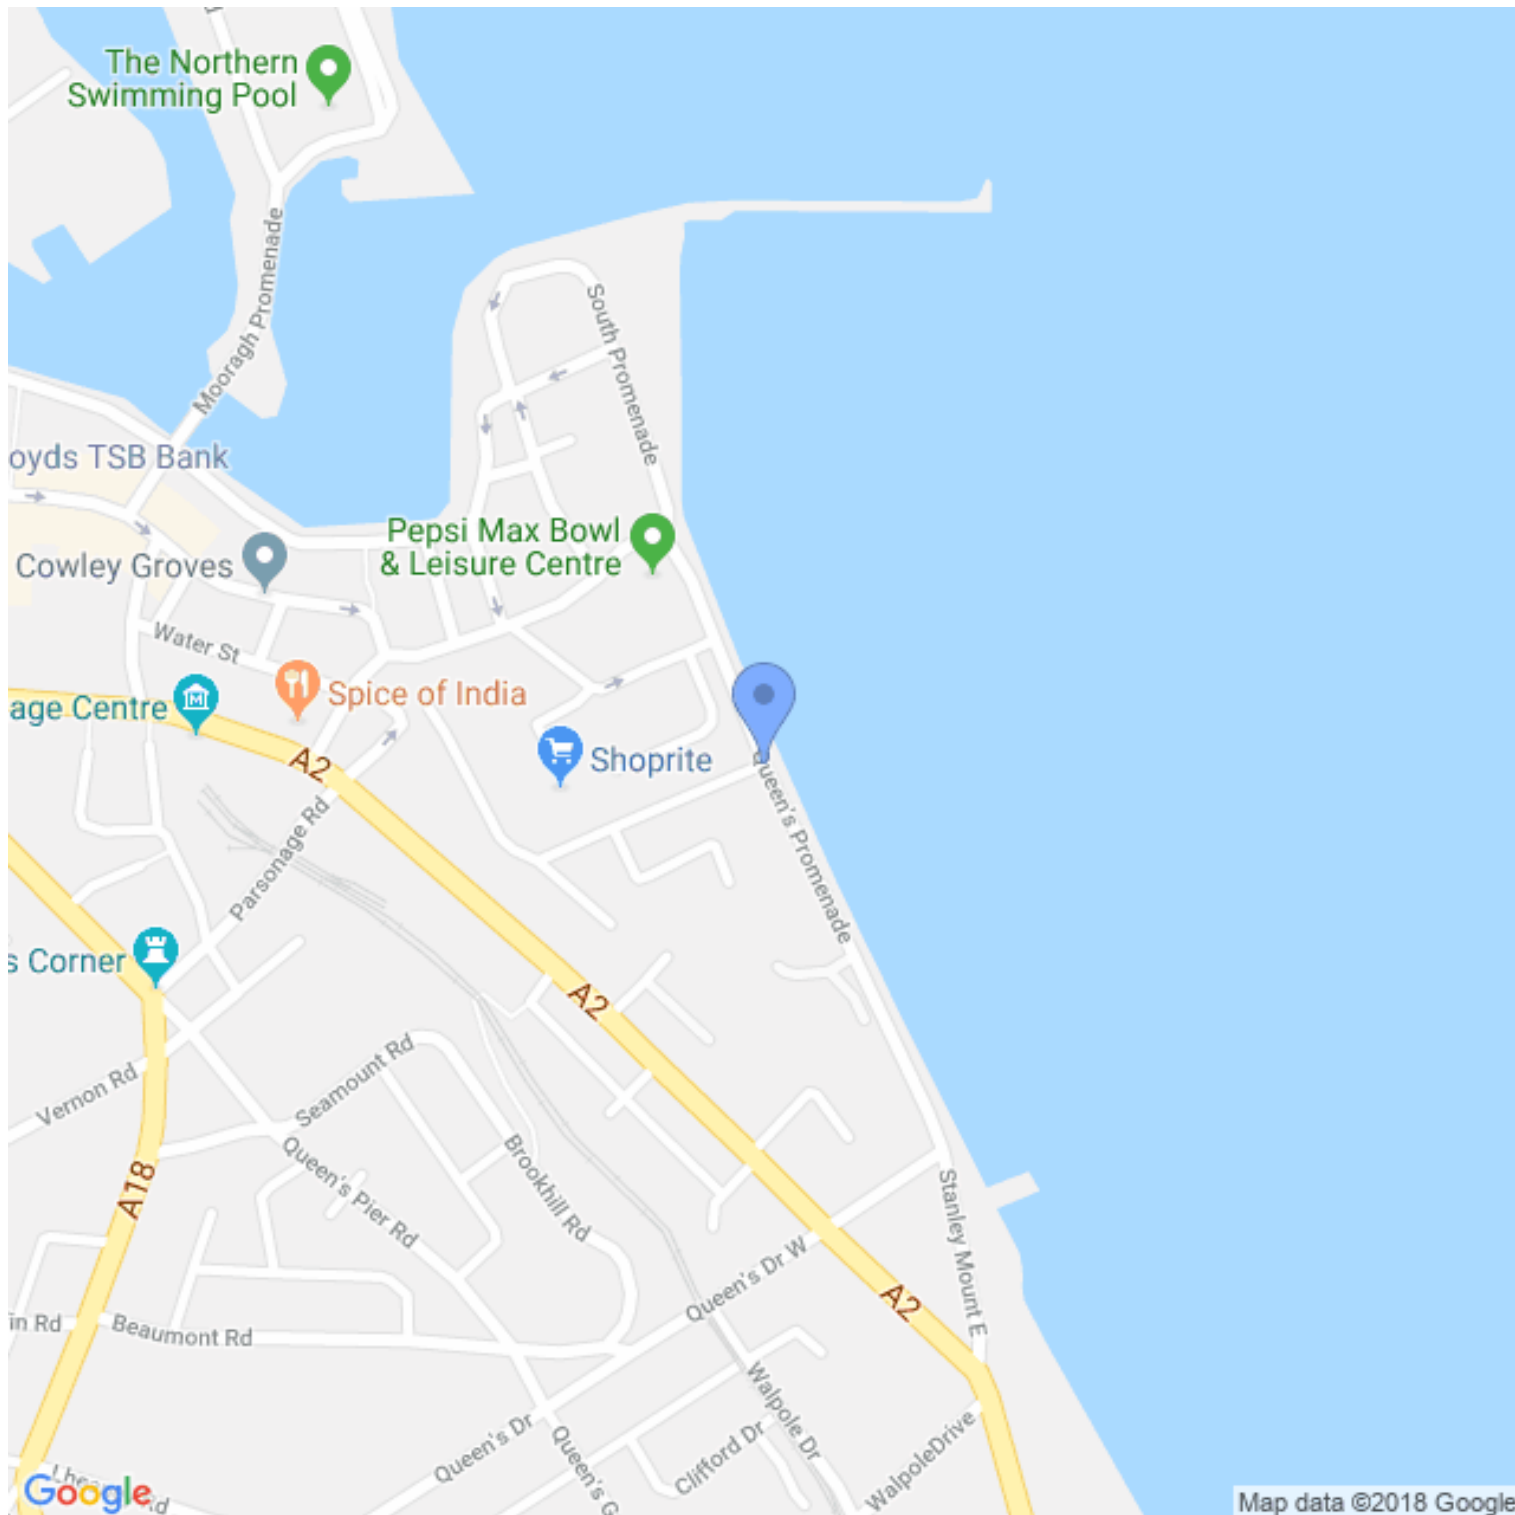 The Northern
Swimming Pool
Mooragh Promenade
South Promenade
oyds TSB Bank
Pepsi Max Bowl
& Leisure Centre
Cowley Groves
Water St
Spice of India
age Centre
A2
Shoprite
Queen's Promenade
Parsonage Rd
s Corner
A2
Vernon Rd
Seamount Rd
A18
Queen's Pier Rd
Brookhill Rd
Stanley Mount E
Queen's Dr W
A2
in Rd
Beaumont Rd
Walpole Dr
Queen's Dr
Queen's G
Clifford Dr
WalpoleDrive
Rd
Google
Map data ©2018 Google